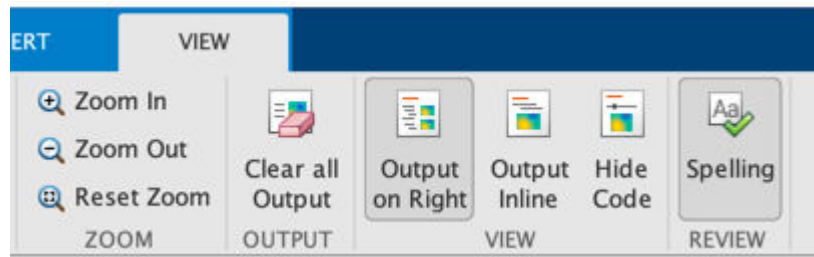 ERT
VIEW
Zoom In
Zoom Out
Reset Zoom
ZOOM
Clear all
Output
OUTPUT
Output
on Right
Output
Inline
Hide
Code
VIEW
Aa
Spelling
REVIEW